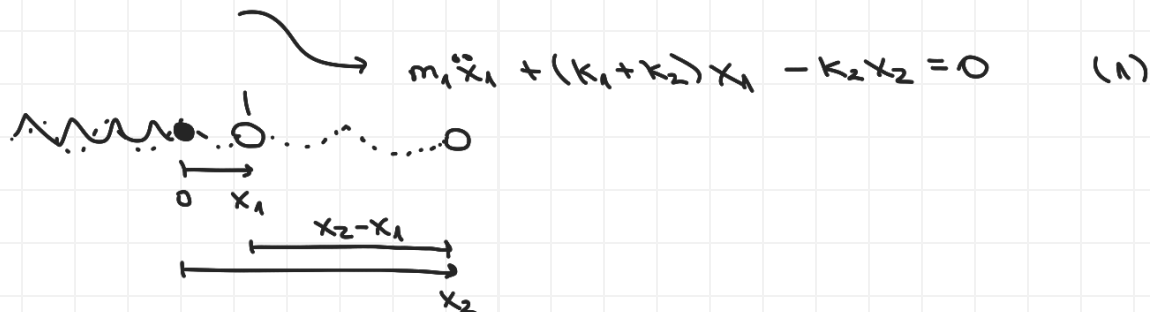 m₁ẍ₁ + (k₁+k₂)x₁ − k₂x₂ = 0 (1)
0 x₁
x₂−x₁
x₂